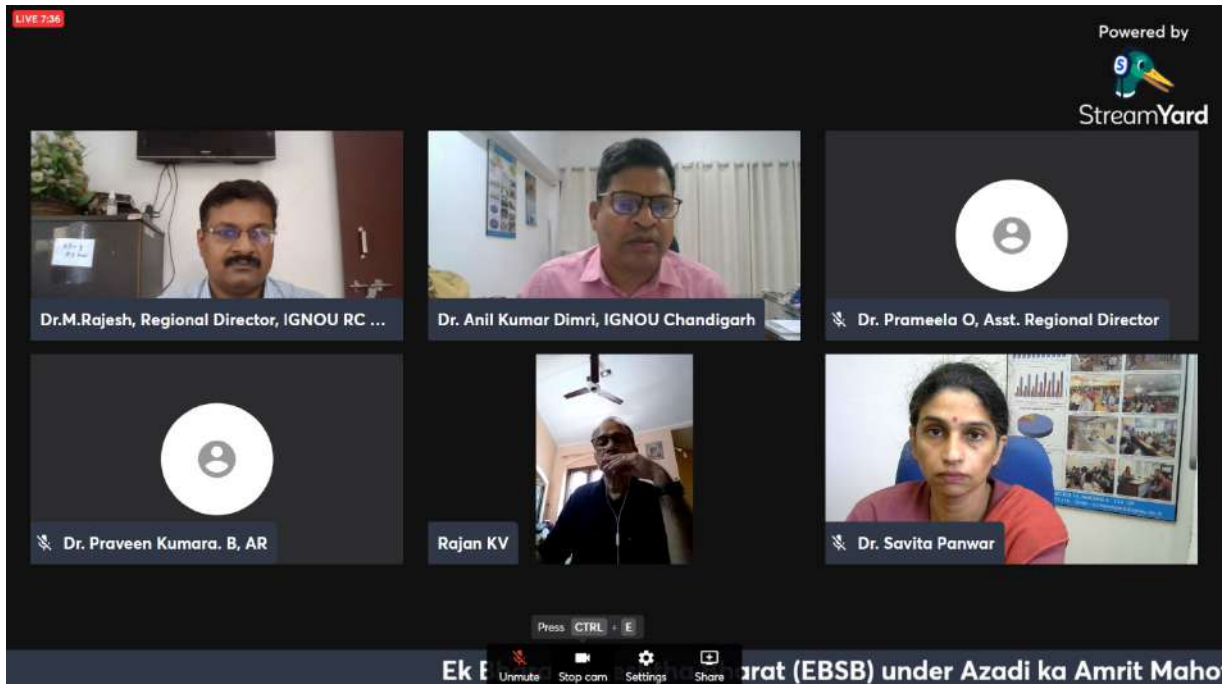 LIVE 7:36
Powered by
S
StreamYard
Dr.M.Rajesh, Regional Director, IGNOU RC ...
Dr. Anil Kumar Dimri, IGNOU Chandigarh
Dr. Prameela O, Asst. Regional Director
Dr. Praveen Kumara. B, AR
Rajan KV
Dr. Savita Panwar
Press CTRL + E
Ek B arat (EBSB) under Azadi ka Amrit Maho
Unmute Stop cam Settings Share